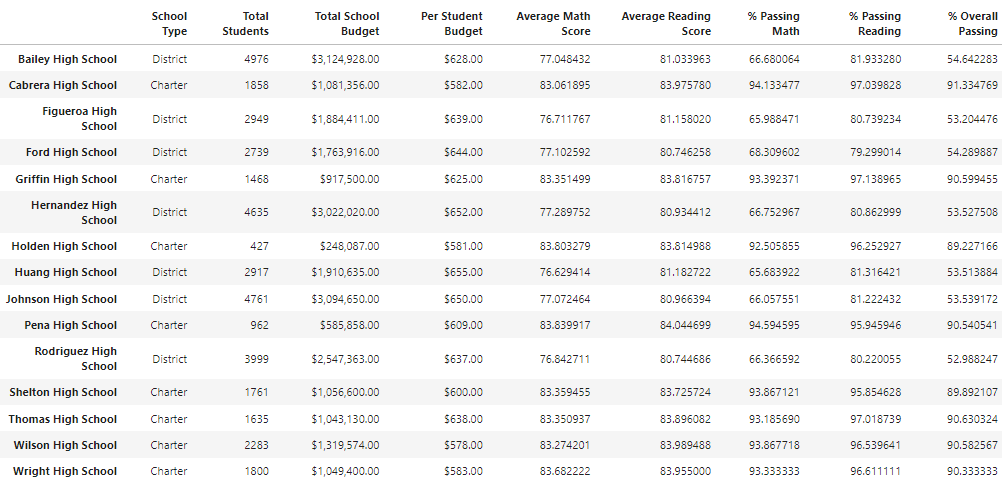 School Type Total Students Total School Budget Per Student Budget Average Math Score Average Reading Score % Passing Math % Passing Reading % Overall Passing
Bailey High School District 4976 $3,124,928.00 $628.00 77.048432 81.033963 66.680064 81.933280 54.642283
Cabrera High School Charter 1858 $1,081,356.00 $582.00 83.061895 83.975780 94.133477 97.039828 91.334769
Figueroa High School District 2949 $1,884,411.00 $639.00 76.711767 81.158020 65.988471 80.739234 53.204476
Ford High School District 2739 $1,763,916.00 $644.00 77.102592 80.746258 68.309602 79.299014 54.289887
Griffin High School Charter 1468 $917,500.00 $625.00 83.351499 83.816757 93.392371 97.138965 90.599455
Hernandez High School District 4635 $3,022,020.00 $652.00 77.289752 80.934412 66.752967 80.862999 53.527508
Holden High School Charter 427 $248,087.00 $581.00 83.803279 83.814988 92.505855 96.252927 89.227166
Huang High School District 2917 $1,910,635.00 $655.00 76.629414 81.182722 65.683922 81.316421 53.513884
Johnson High School District 4761 $3,094,650.00 $650.00 77.072464 80.966394 66.057551 81.222432 53.539172
Pena High School Charter 962 $585,858.00 $609.00 83.839917 84.044699 94.594595 95.945946 90.540541
Rodriguez High School District 3999 $2,547,363.00 $637.00 76.842711 80.744686 66.366592 80.220055 52.988247
Shelton High School Charter 1761 $1,056,600.00 $600.00 83.359455 83.725724 93.867121 95.854628 89.892107
Thomas High School Charter 1635 $1,043,130.00 $638.00 83.350937 83.896082 93.185690 97.018739 90.630324
Wilson High School Charter 2283 $1,319,574.00 $578.00 83.274201 83.989488 93.867718 96.539641 90.582567
Wright High School Charter 1800 $1,049,400.00 $583.00 83.682222 83.955000 93.333333 96.611111 90.333333